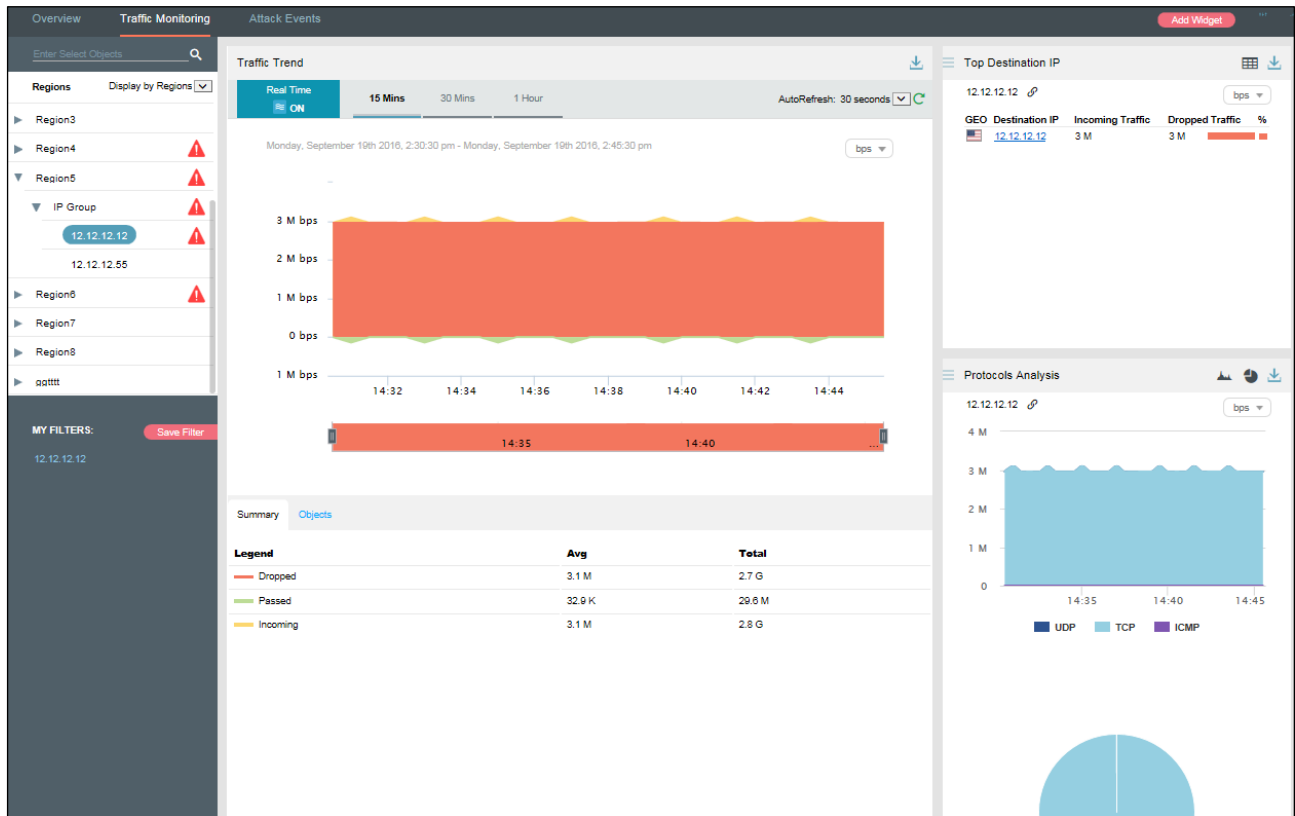 Overview Traffic Monitoring Attack Events Add Widget ...
Enter Select Objects
Regions Display by Regions
Region3
Region4
Region5
IP Group
12.12.12.12
12.12.12.55
Region6
Region7
Region8
ggtttt
MY FILTERS: Save Filter
12.12.12.12
Traffic Trend
Real Time
ON
15 Mins 30 Mins 1 Hour AutoRefresh: 30 seconds
Monday, September 19th 2016, 2:30:30 pm - Monday, September 19th 2016, 2:45:30 pm bps
3 M bps
2 M bps
1 M bps
0 bps
1 M bps
14:32 14:34 14:36 14:38 14:40 14:42 14:44
14:35 14:40 ...
Summary Objects
Legend Avg Total
Dropped 3.1 M 2.7 G
Passed 32.9 K 29.6 M
Incoming 3.1 M 2.8 G
Top Destination IP
12.12.12.12 bps
GEO Destination IP Incoming Traffic Dropped Traffic %
12.12.12.12 3 M 3 M
Protocols Analysis
12.12.12.12 bps
4 M
3 M
2 M
1 M
0
14:35 14:40 14:45
UDP TCP ICMP